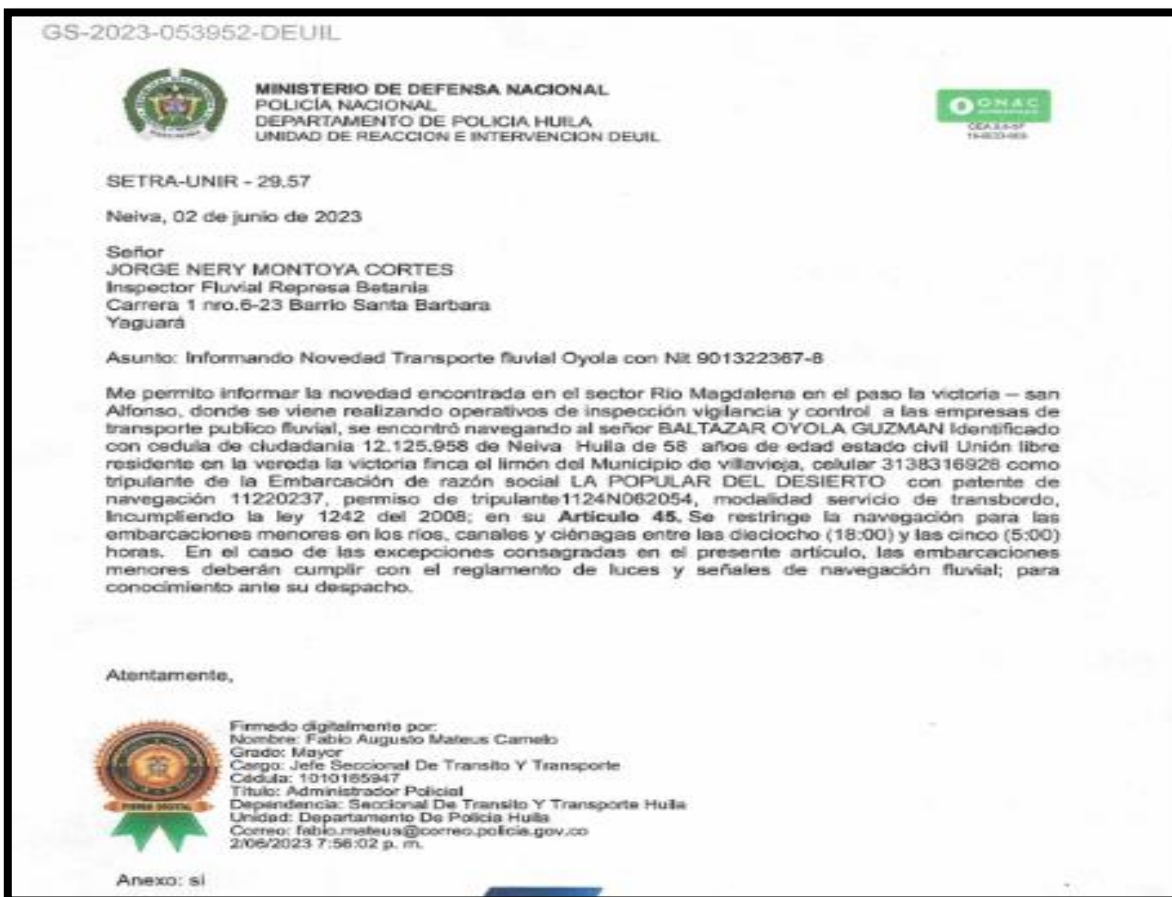 GS-2023-053952-DEUIL
MINISTERIO DE DEFENSA NACIONAL
POLICÍA NACIONAL
DEPARTAMENTO DE POLICIA HUILA
UNIDAD DE REACCION E INTERVENCION DEUIL
ONAC
SETRA-UNIR - 29.57
Neiva, 02 de junio de 2023
Señor
JORGE NERY MONTOYA CORTES
Inspector Fluvial Represa Betania
Carrera 1 nro.6-23 Barrio Santa Barbara
Yaguará
Asunto: Informando Novedad Transporte fluvial Oyola con Nit 901322367-8
Me permito informar la novedad encontrada en el sector Rio Magdalena en el paso la victoria – san
Alfonso, donde se viene realizando operativos de inspección vigilancia y control a las empresas de
transporte publico fluvial, se encontró navegando al señor BALTAZAR OYOLA GUZMAN Identificado
con cedula de ciudadanía 12.125.958 de Neiva Huila de 58 años de edad estado civil Unión libre
residente en la vereda la victoria finca el limón del Municipio de villavieja, celular 3138316928 como
tripulante de la Embarcación de razón social LA POPULAR DEL DESIERTO con patente de
navegación 11220237, permiso de tripulante1124N062054, modalidad servicio de transbordo,
Incumpliendo la ley 1242 del 2008; en su Artículo 45. Se restringe la navegación para las
embarcaciones menores en los ríos, canales y ciénagas entre las dieciocho (18:00) y las cinco (5:00)
horas. En el caso de las excepciones consagradas en el presente artículo, las embarcaciones
menores deberán cumplir con el reglamento de luces y señales de navegación fluvial; para
conocimiento ante su despacho.
Atentamente,
Firmado digitalmente por:
Nombre: Fabio Augusto Mateus Camelo
Grado: Mayor
Cargo: Jefe Seccional De Transito Y Transporte
Cédula: 1010165947
Título: Administrador Policial
Dependencia: Seccional De Transito Y Transporte Huila
Unidad: Departamento De Policia Huila
Correo: fabio.mateus@correo.policia.gov.co
2/06/2023 7:56:02 p. m.
FIRMA DIGITAL
Anexo: si